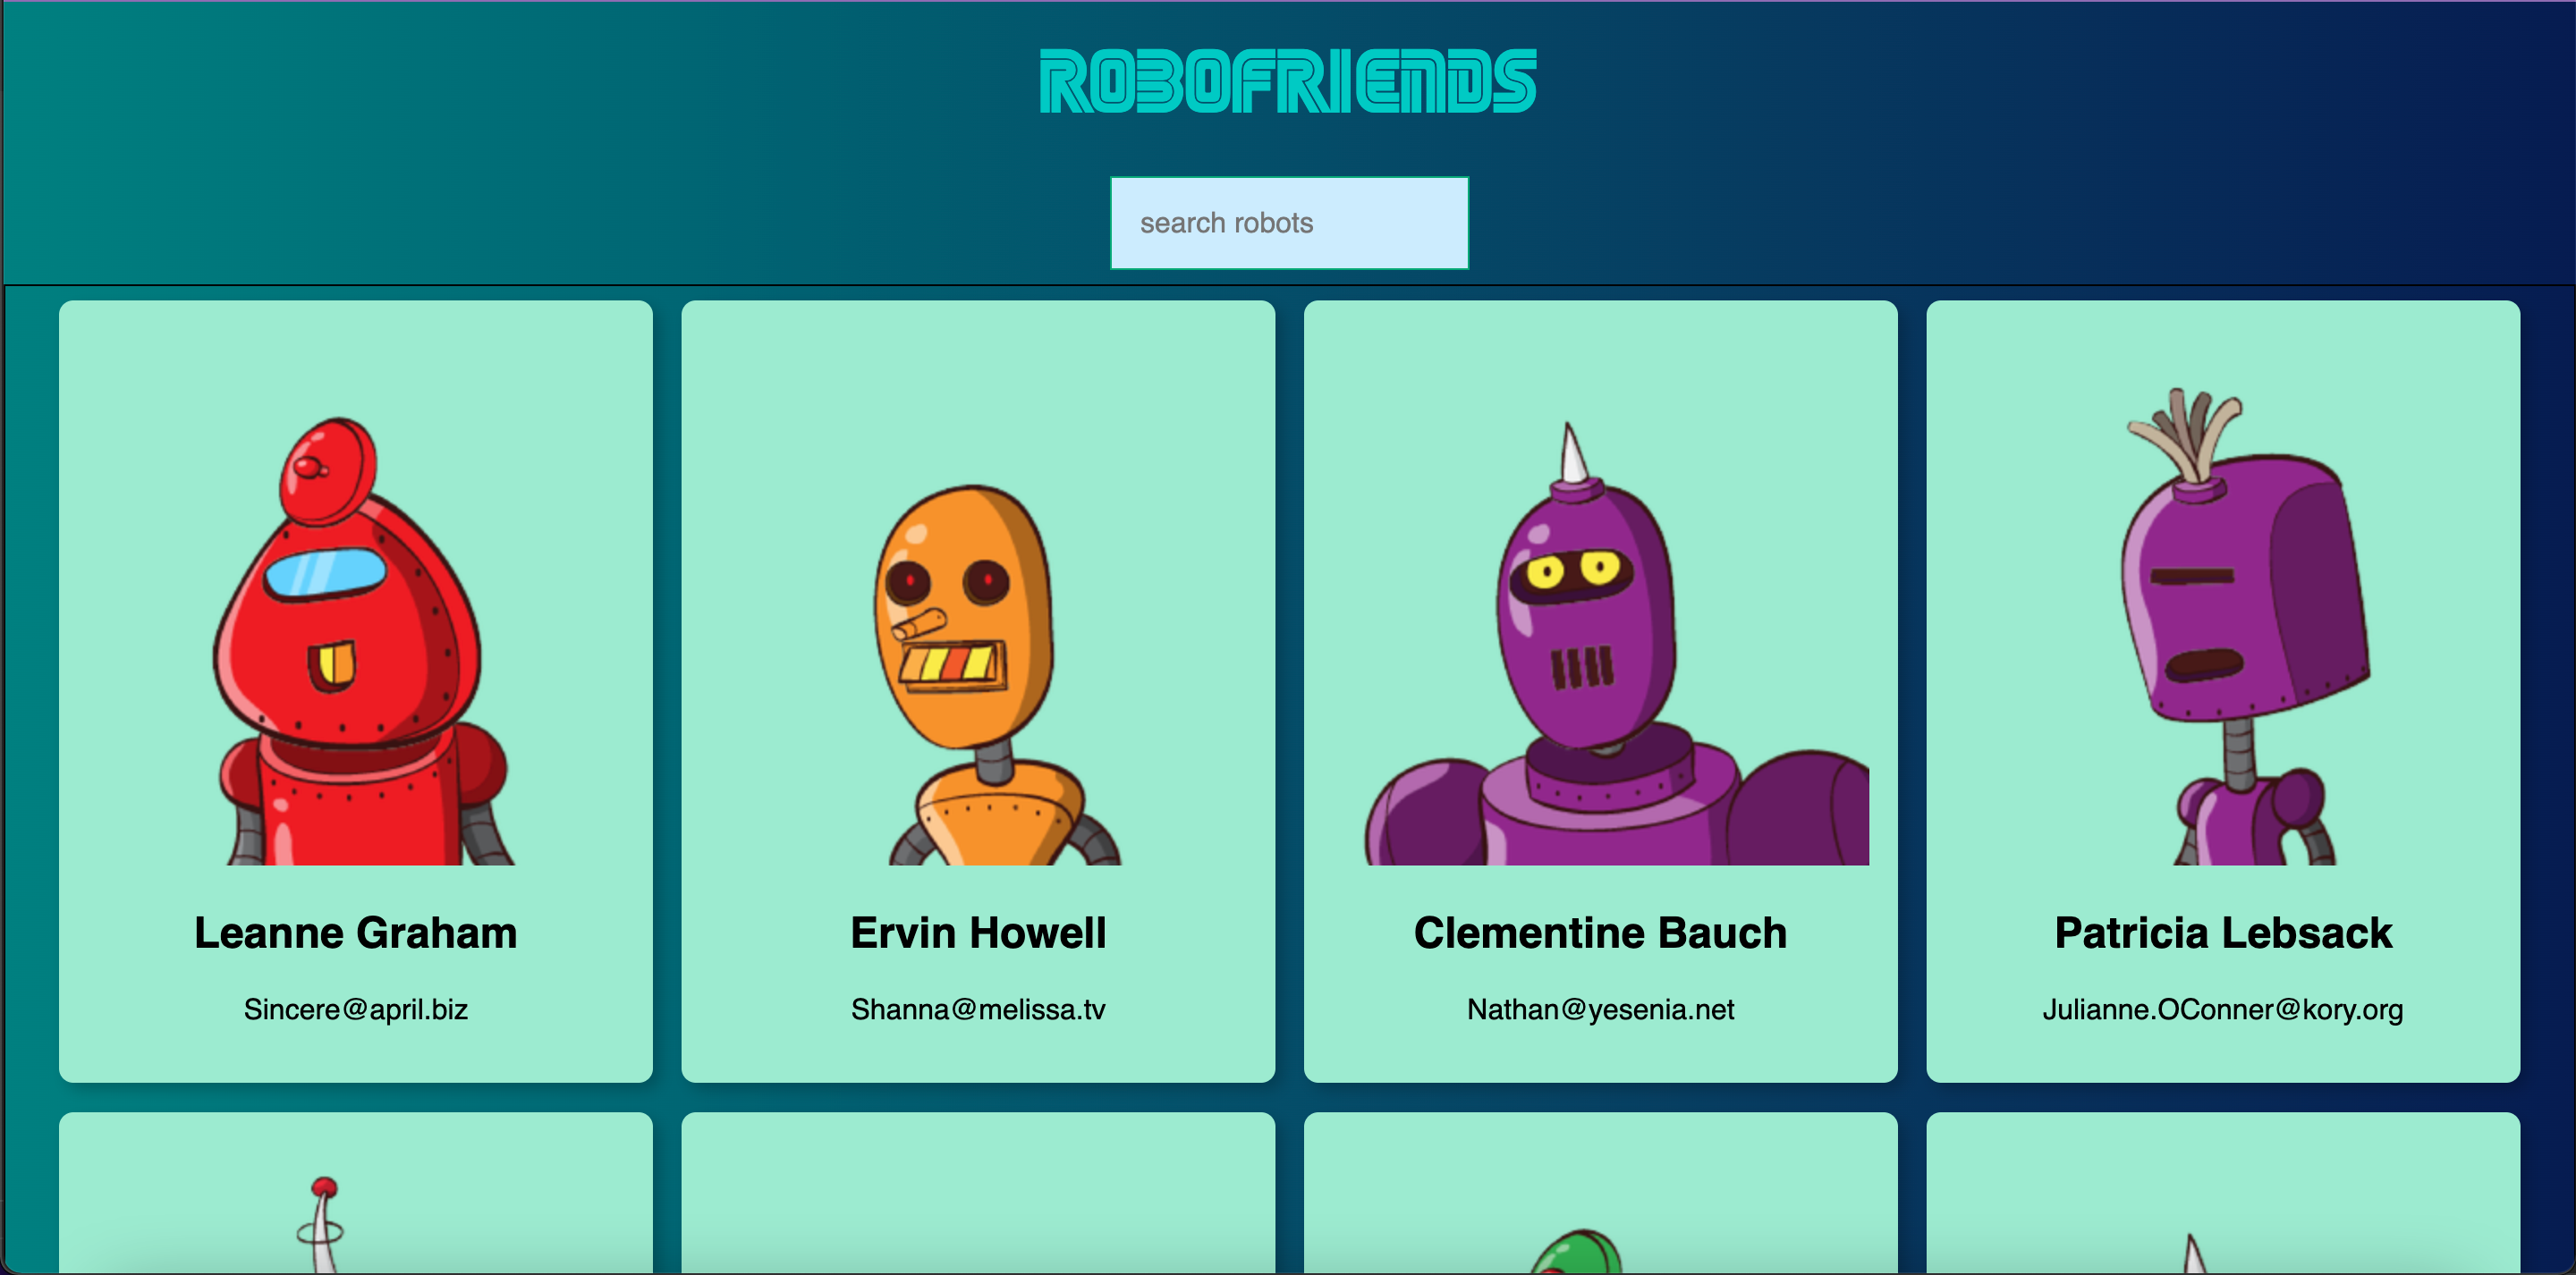 ROBOFRIENDS
search robots
Leanne Graham
Sincere@april.biz
Ervin Howell
Shanna@melissa.tv
Clementine Bauch
Nathan@yesenia.net
Patricia Lebsack
Julianne.OConner@kory.org